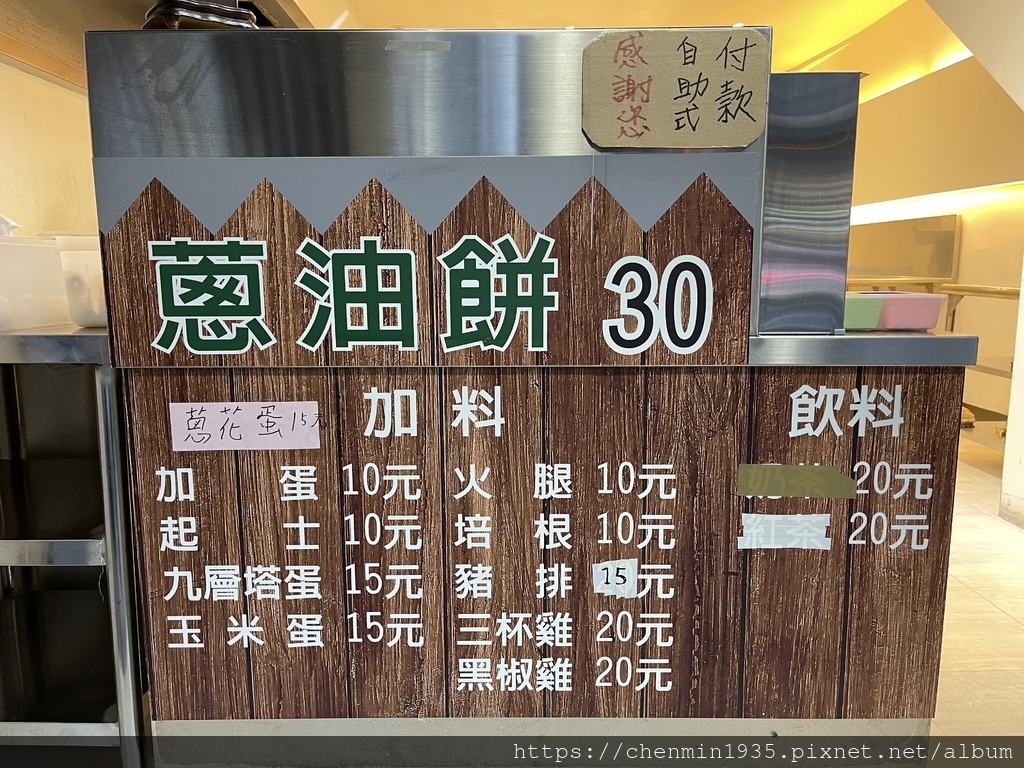 付款
自助式
感謝您
蔥油餅 30
蔥花蛋15元
加料
加蛋 10元
起士 10元
九層塔蛋 15元
玉米蛋 15元
火腿 10元
培根 10元
豬排 15元
三杯雞 20元
黑椒雞 20元
飲料
奶茶 20元
紅茶 20元
https://chenmin1935.pixnet.net/album